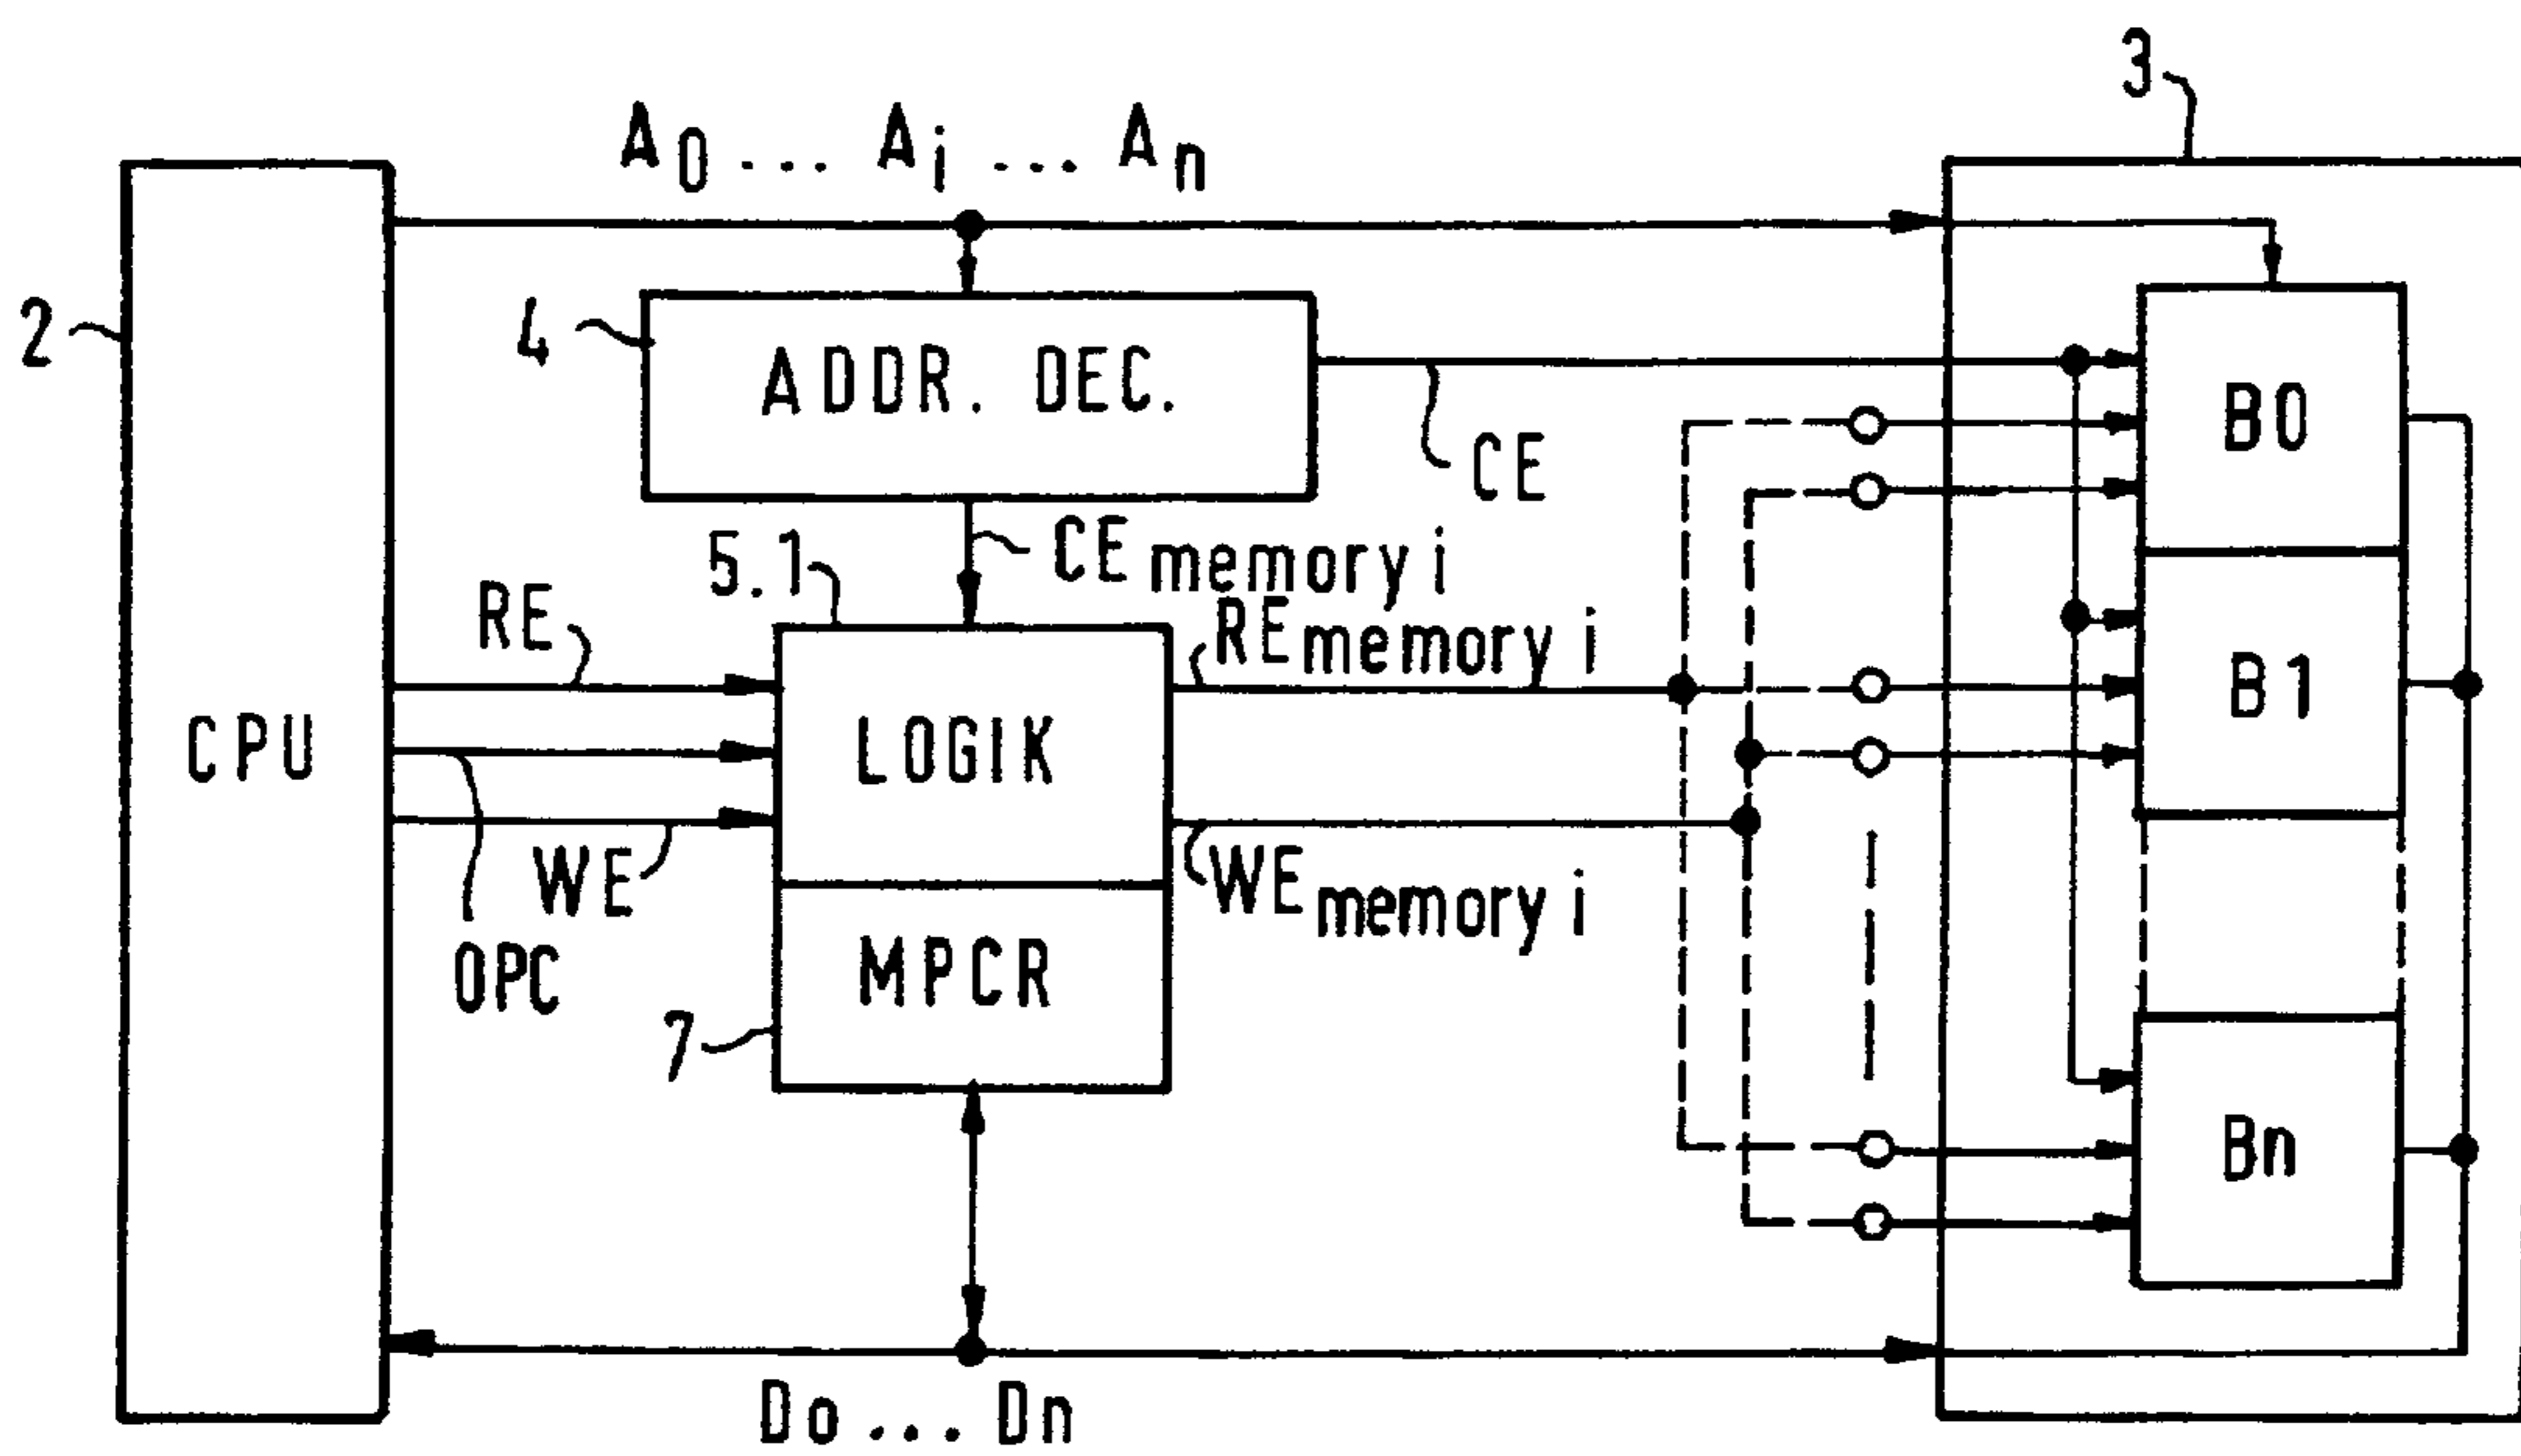 3
A0 ... Ai ... An
2
4
ADDR. DEC.
B0
CE
CE memory i
5.1
RE
RE memory i
B1
CPU
LOGIK
WE
WE memory i
OPC
MPCR
7
Bn
Do ... Dn